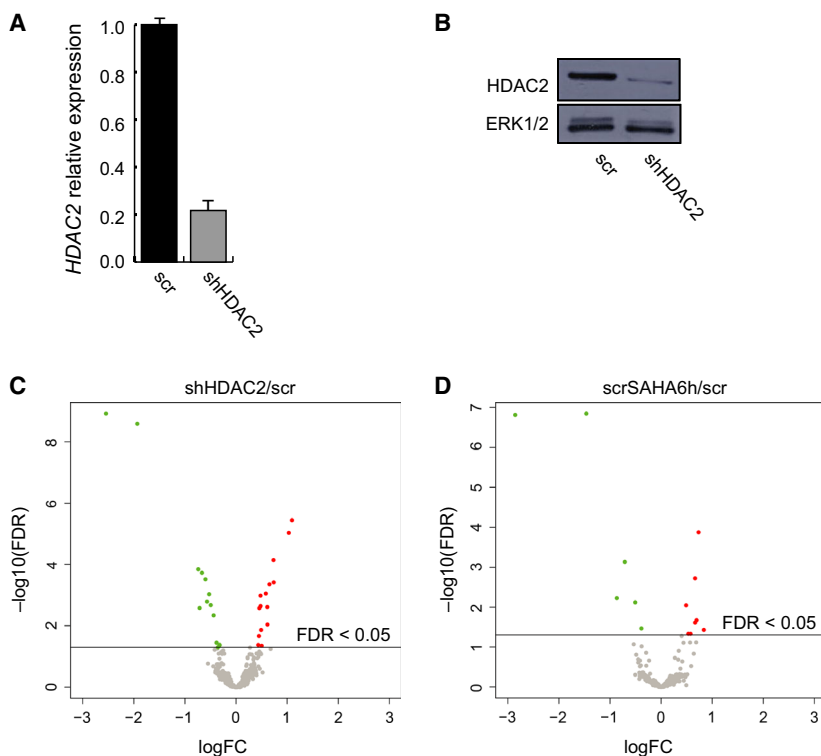 A
HDAC2 relative expression
1.0
0.8
0.6
0.4
0.2
0.0
scr
shHDAC2
B
HDAC2
ERK1/2
scr
shHDAC2
C
shHDAC2/scr
−log10(FDR)
8
6
4
2
0
FDR < 0.05
−3 −2 −1 0 1 2 3
logFC
D
scrSAHA6h/scr
−log10(FDR)
7
6
5
4
3
2
1
0
FDR < 0.05
−3 −2 −1 0 1 2 3
logFC